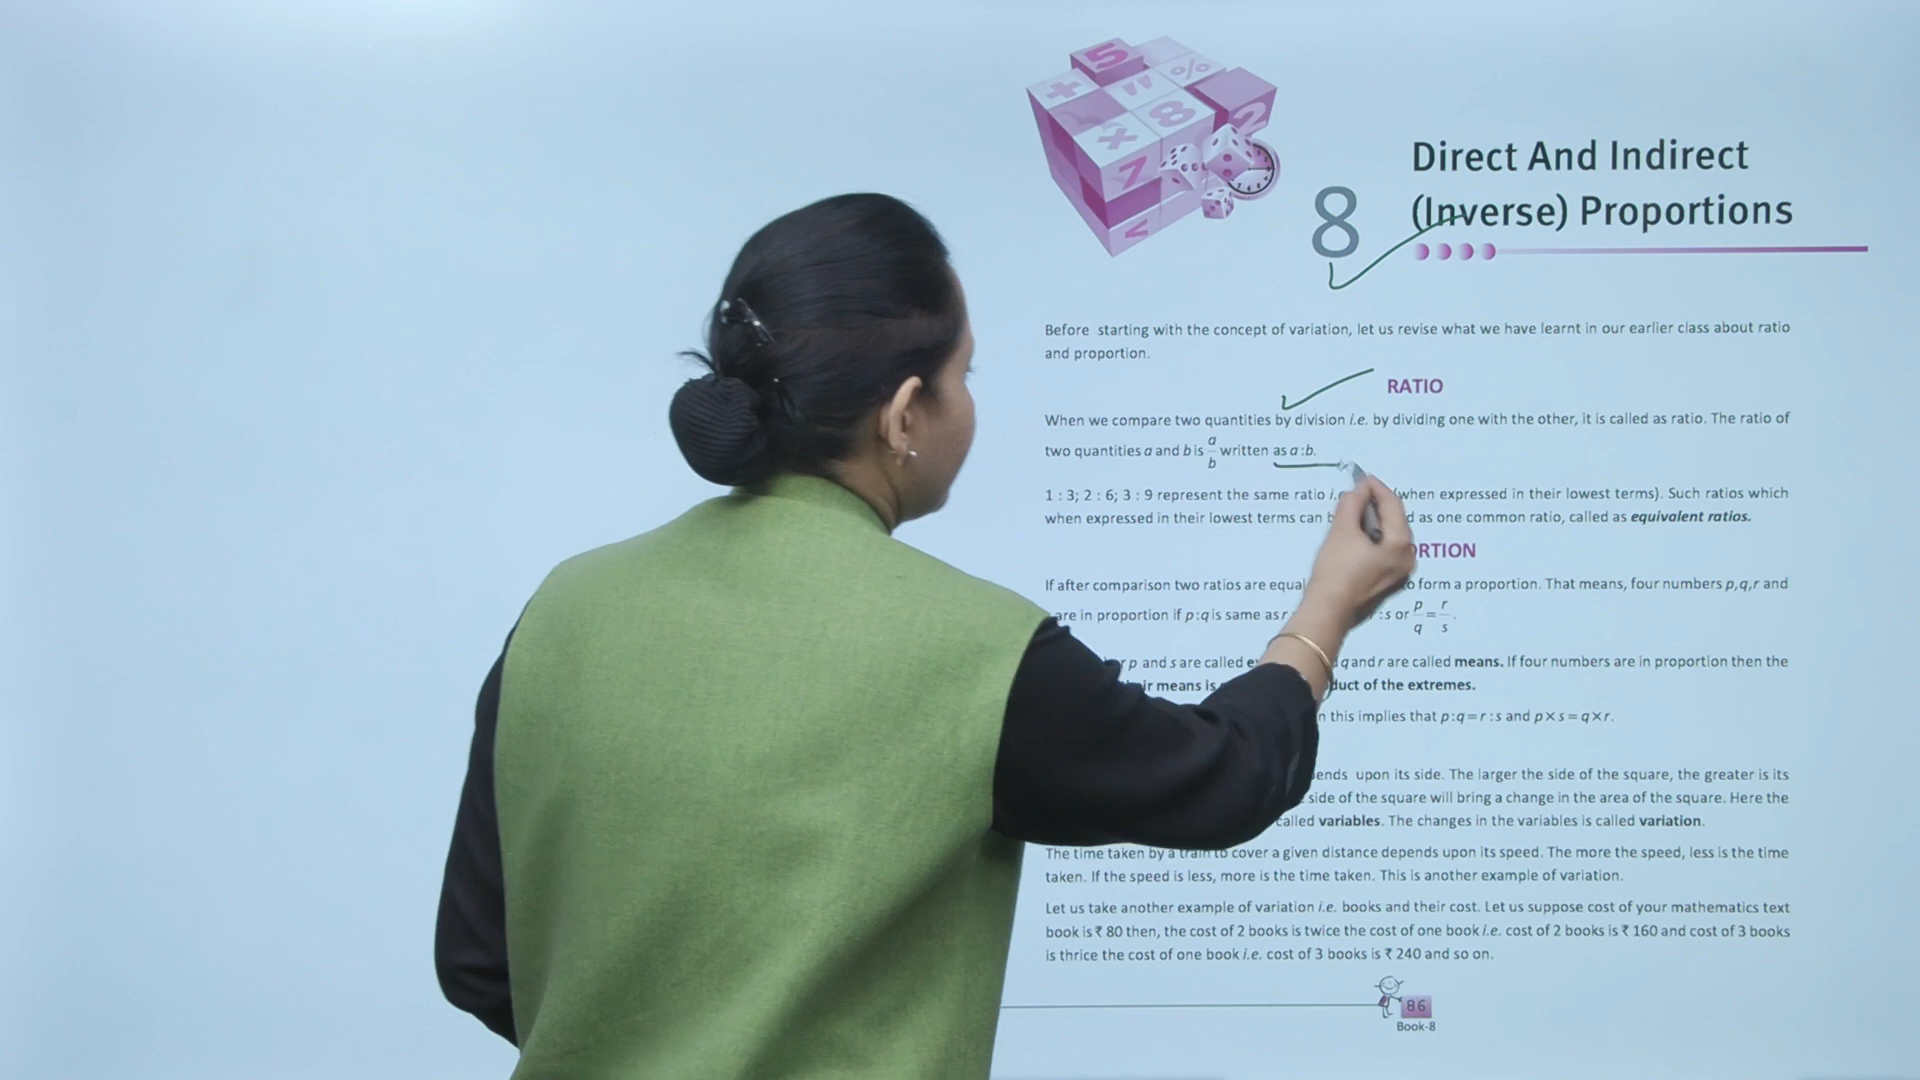 5
+ = %
× 8 2
7
<
8
Direct And Indirect
(Inverse) Proportions
Before starting with the concept of variation, let us revise what we have learnt in our earlier class about ratio
and proportion.
RATIO
When we compare two quantities by division i.e. by dividing one with the other, it is called as ratio. The ratio of
two quantities a and b is a/b written as a:b.
1 : 3; 2 : 6; 3 : 9 represent the same ratio (when expressed in their lowest terms). Such ratios which
when expressed in their lowest terms can as one common ratio, called as equivalent ratios.
If after comparison two ratios are equal form a proportion. That means, four numbers p,q,r and
are in proportion if p:q is same as r :s or p/q = r/s.
p and s are called q and r are called means. If four numbers are in proportion then the
means is of the extremes.
this implies that p:q=r:s and p×s=q×r.
upon its side. The larger the side of the square, the greater is its
side of the square will bring a change in the area of the square. Here the
called variables. The changes in the variables is called variation.
The time taken by a train to cover a given distance depends upon its speed. The more the speed, less is the time
taken. If the speed is less, more is the time taken. This is another example of variation.
Let us take another example of variation i.e. books and their cost. Let us suppose cost of your mathematics text
book is ₹ 80 then, the cost of 2 books is twice the cost of one book i.e. cost of 2 books is ₹ 160 and cost of 3 books
is thrice the cost of one book i.e. cost of 3 books is ₹ 240 and so on.
86
Book-8